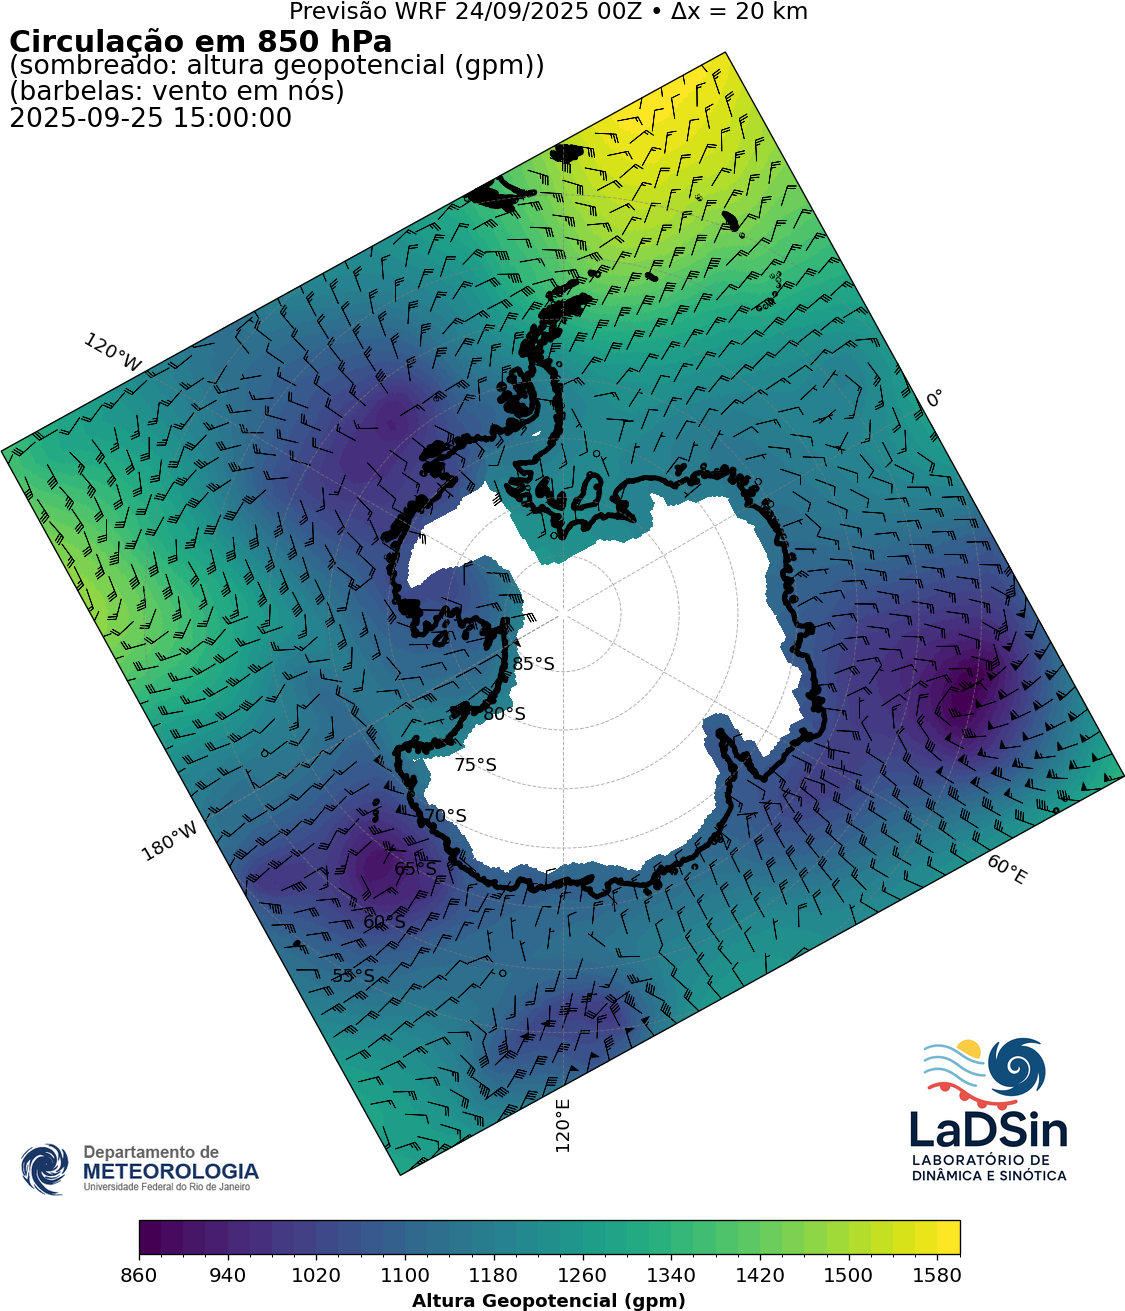 Previsão WRF 24/09/2025 00Z • Δx = 20 km
Circulação em 850 hPa
(sombreado: altura geopotencial (gpm))
(barbelas: vento em nós)
2025-09-25 15:00:00
120°W
0°
85°S
80°S
75°S
70°S
180°W
65°S
60°E
60°S
55°S
120°E
LaDSin
LABORATÓRIO DE
DINÂMICA E SINÓTICA
Departamento de
METEOROLOGIA
Universidade Federal do Rio de Janeiro
860 940 1020 1100 1180 1260 1340 1420 1500 1580
Altura Geopotencial (gpm)